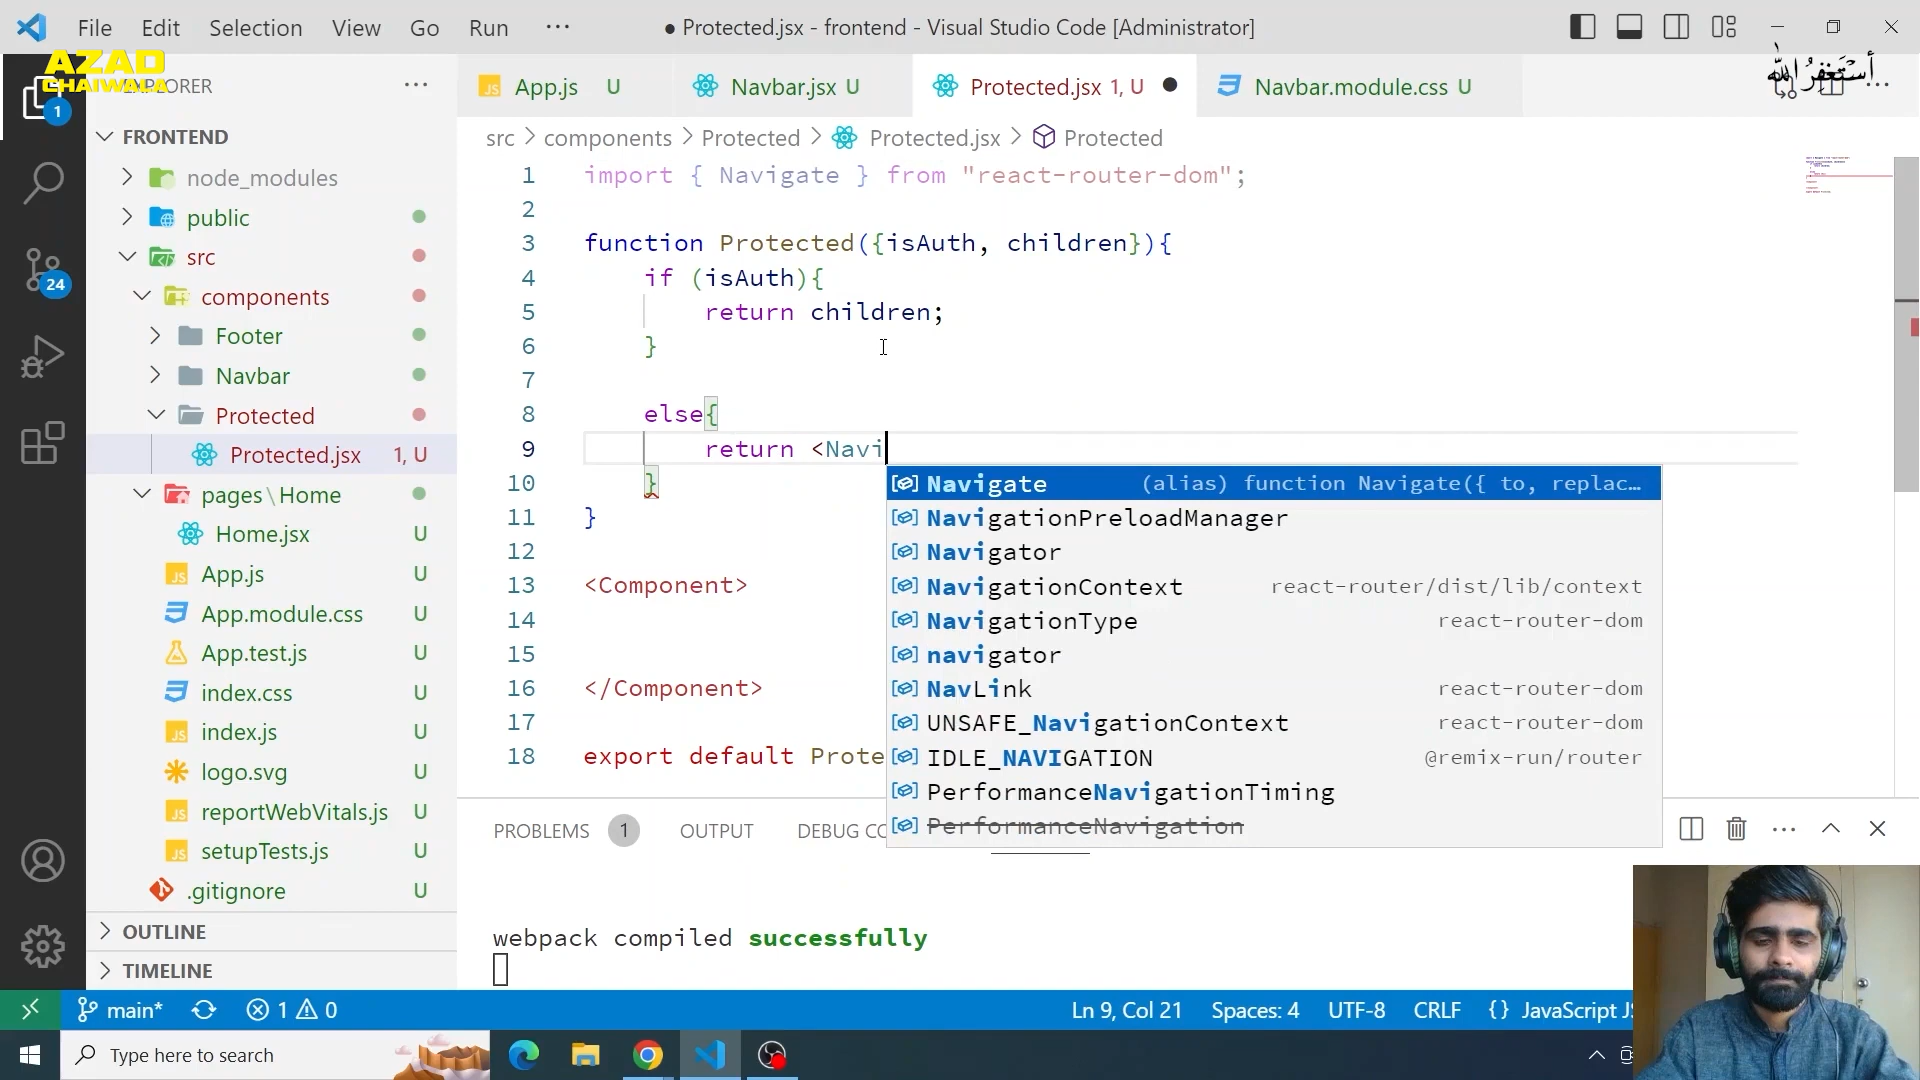 File Edit Selection View Go Run ···
● Protected.jsx - frontend - Visual Studio Code [Administrator]
AZAD
CHAIWALA
EXPLORER ···
App.js U
Navbar.jsx U
Protected.jsx 1, U ●
Navbar.module.css U
أستغفر الله
1
24
FRONTEND
node_modules
public
src
components
Footer
Navbar
Protected
Protected.jsx 1, U
pages\Home
Home.jsx U
App.js U
App.module.css U
App.test.js U
index.css U
index.js U
logo.svg U
reportWebVitals.js U
setupTests.js U
.gitignore U
OUTLINE
TIMELINE
src > components > Protected > Protected.jsx > Protected
1 import { Navigate } from "react-router-dom";
2
3 function Protected({isAuth, children}){
4 if (isAuth){
5 return children;
6 }
7
8 else{
9 return <Navi
10 }
11 }
12
13 <Component>
14
15
16 </Component>
17
18 export default Prote
Navigate (alias) function Navigate({ to, replac…
NavigationPreloadManager
Navigator
NavigationContext react-router/dist/lib/context
NavigationType react-router-dom
navigator
NavLink react-router-dom
UNSAFE_NavigationContext react-router-dom
IDLE_NAVIGATION @remix-run/router
PerformanceNavigationTiming
PerformanceNavigation
PROBLEMS 1 OUTPUT DEBUG CO
webpack compiled successfully
main* 1 0 Ln 9, Col 21 Spaces: 4 UTF-8 CRLF {} JavaScript JS
Type here to search